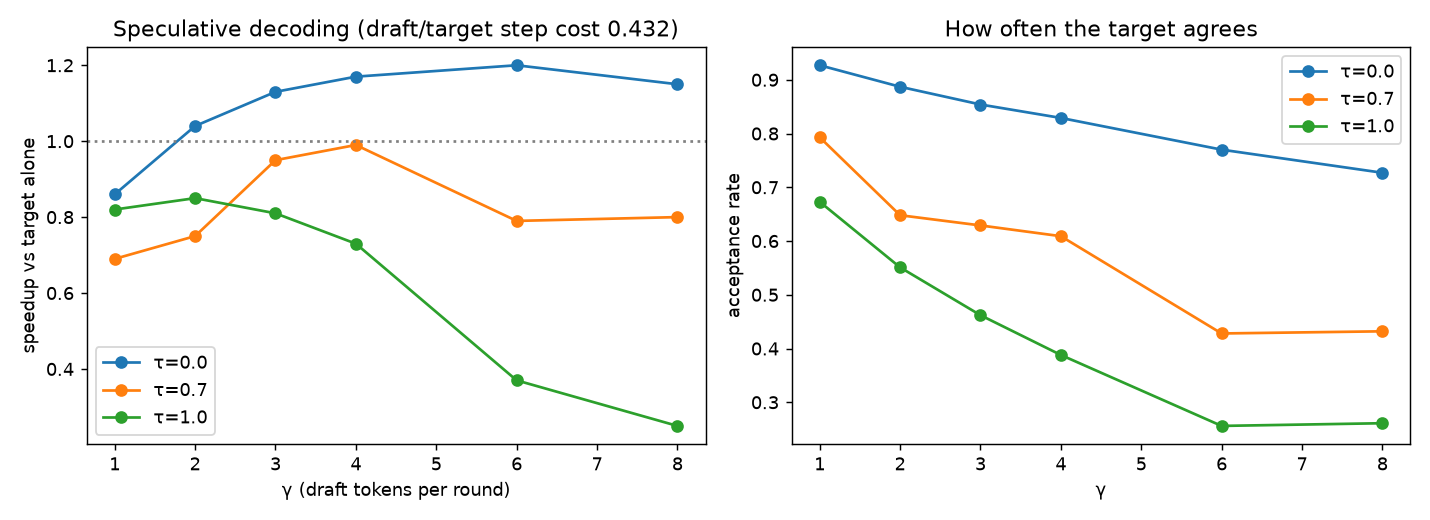 Speculative decoding (draft/target step cost 0.432)
speedup vs target alone
1.2
1.0
0.8
0.6
0.4
τ=0.0
τ=0.7
τ=1.0
1 2 3 4 5 6 7 8
γ (draft tokens per round)
How often the target agrees
acceptance rate
0.9
0.8
0.7
0.6
0.5
0.4
0.3
τ=0.0
τ=0.7
τ=1.0
1 2 3 4 5 6 7 8
γ